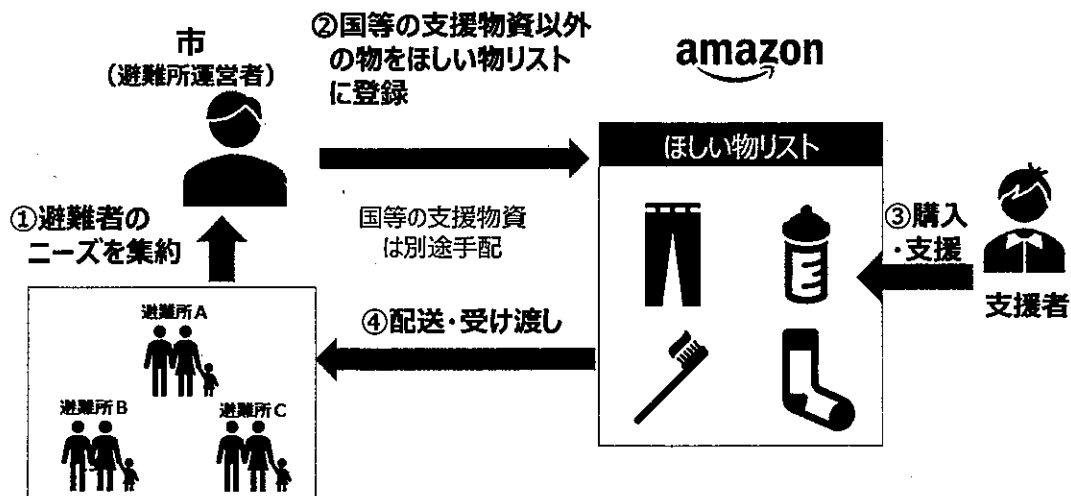 市
（避難所運営者）
②国等の支援物資以外
の物をほしい物リスト
に登録
amazon
ほしい物リスト
①避難者の
ニーズを集約
国等の支援物資
は別途手配
③購入
・支援
支援者
④配送・受け渡し
避難所A
避難所B
避難所C